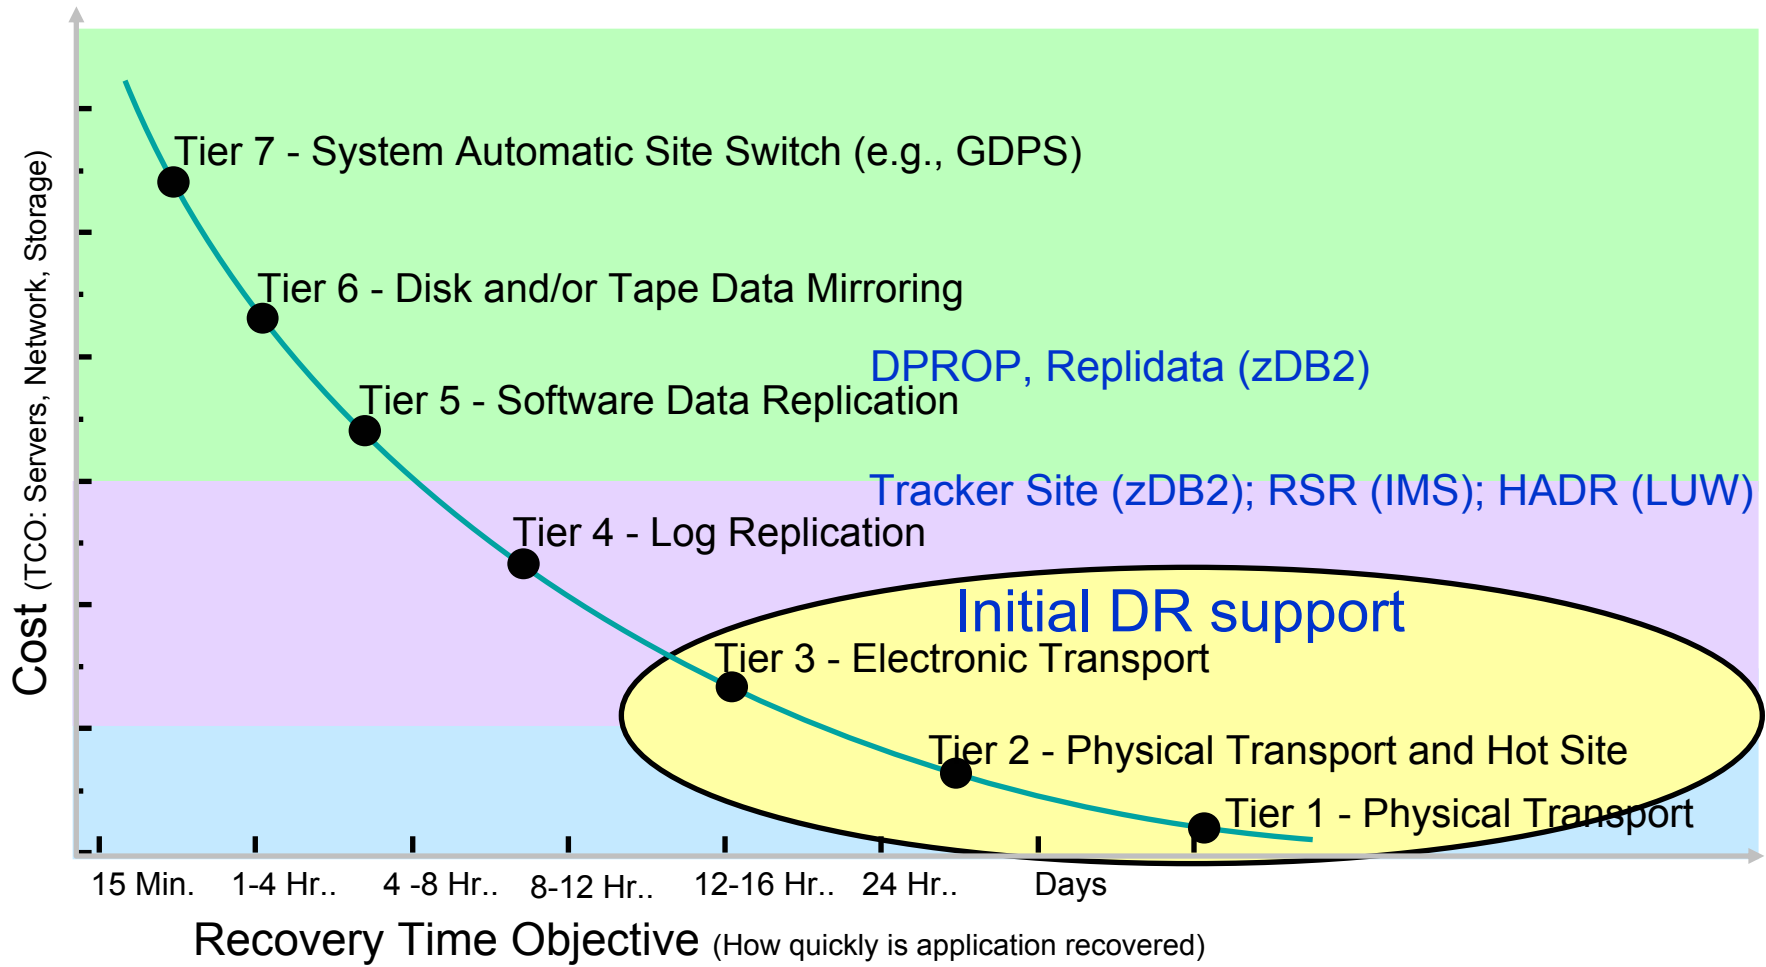 Tier 7 - System Automatic Site Switch (e.g., GDPS)
Tier 6 - Disk and/or Tape Data Mirroring
DPROP, Replidata (zDB2)
Tier 5 - Software Data Replication
Tracker Site (zDB2); RSR (IMS); HADR (LUW)
Tier 4 - Log Replication
Initial DR support
Tier 3 - Electronic Transport
Tier 2 - Physical Transport and Hot Site
Tier 1 - Physical Transport
Cost (TCO: Servers, Network, Storage)
15 Min. 1-4 Hr.. 4 -8 Hr.. 8-12 Hr.. 12-16 Hr.. 24 Hr.. Days
Recovery Time Objective (How quickly is application recovered)